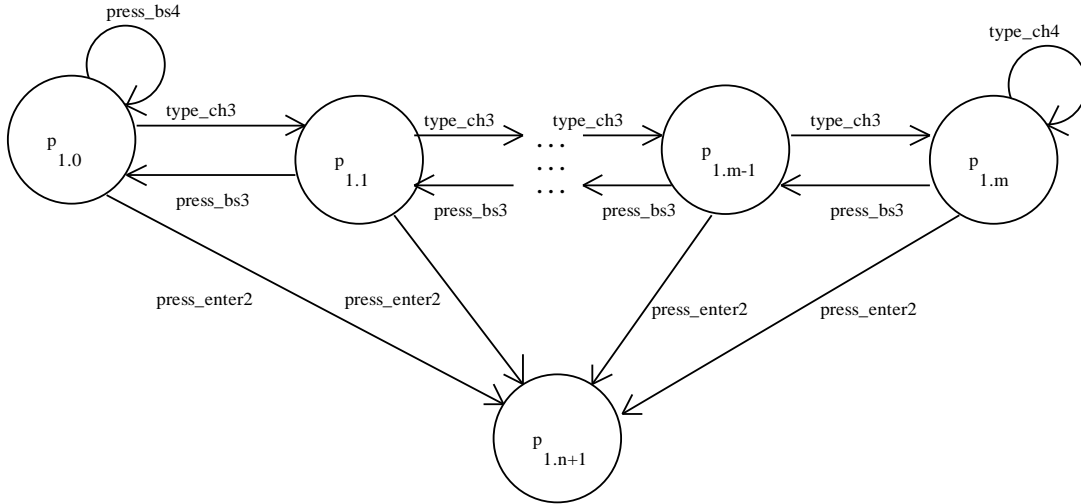 press_bs4
type_ch4
type_ch3
type_ch3
type_ch3
type_ch3
...
p
1.0
p
1.1
p
1.m-1
p
1.m
...
...
press_bs3
press_bs3
press_bs3
press_bs3
press_enter2
press_enter2
press_enter2
press_enter2
p
1.n+1